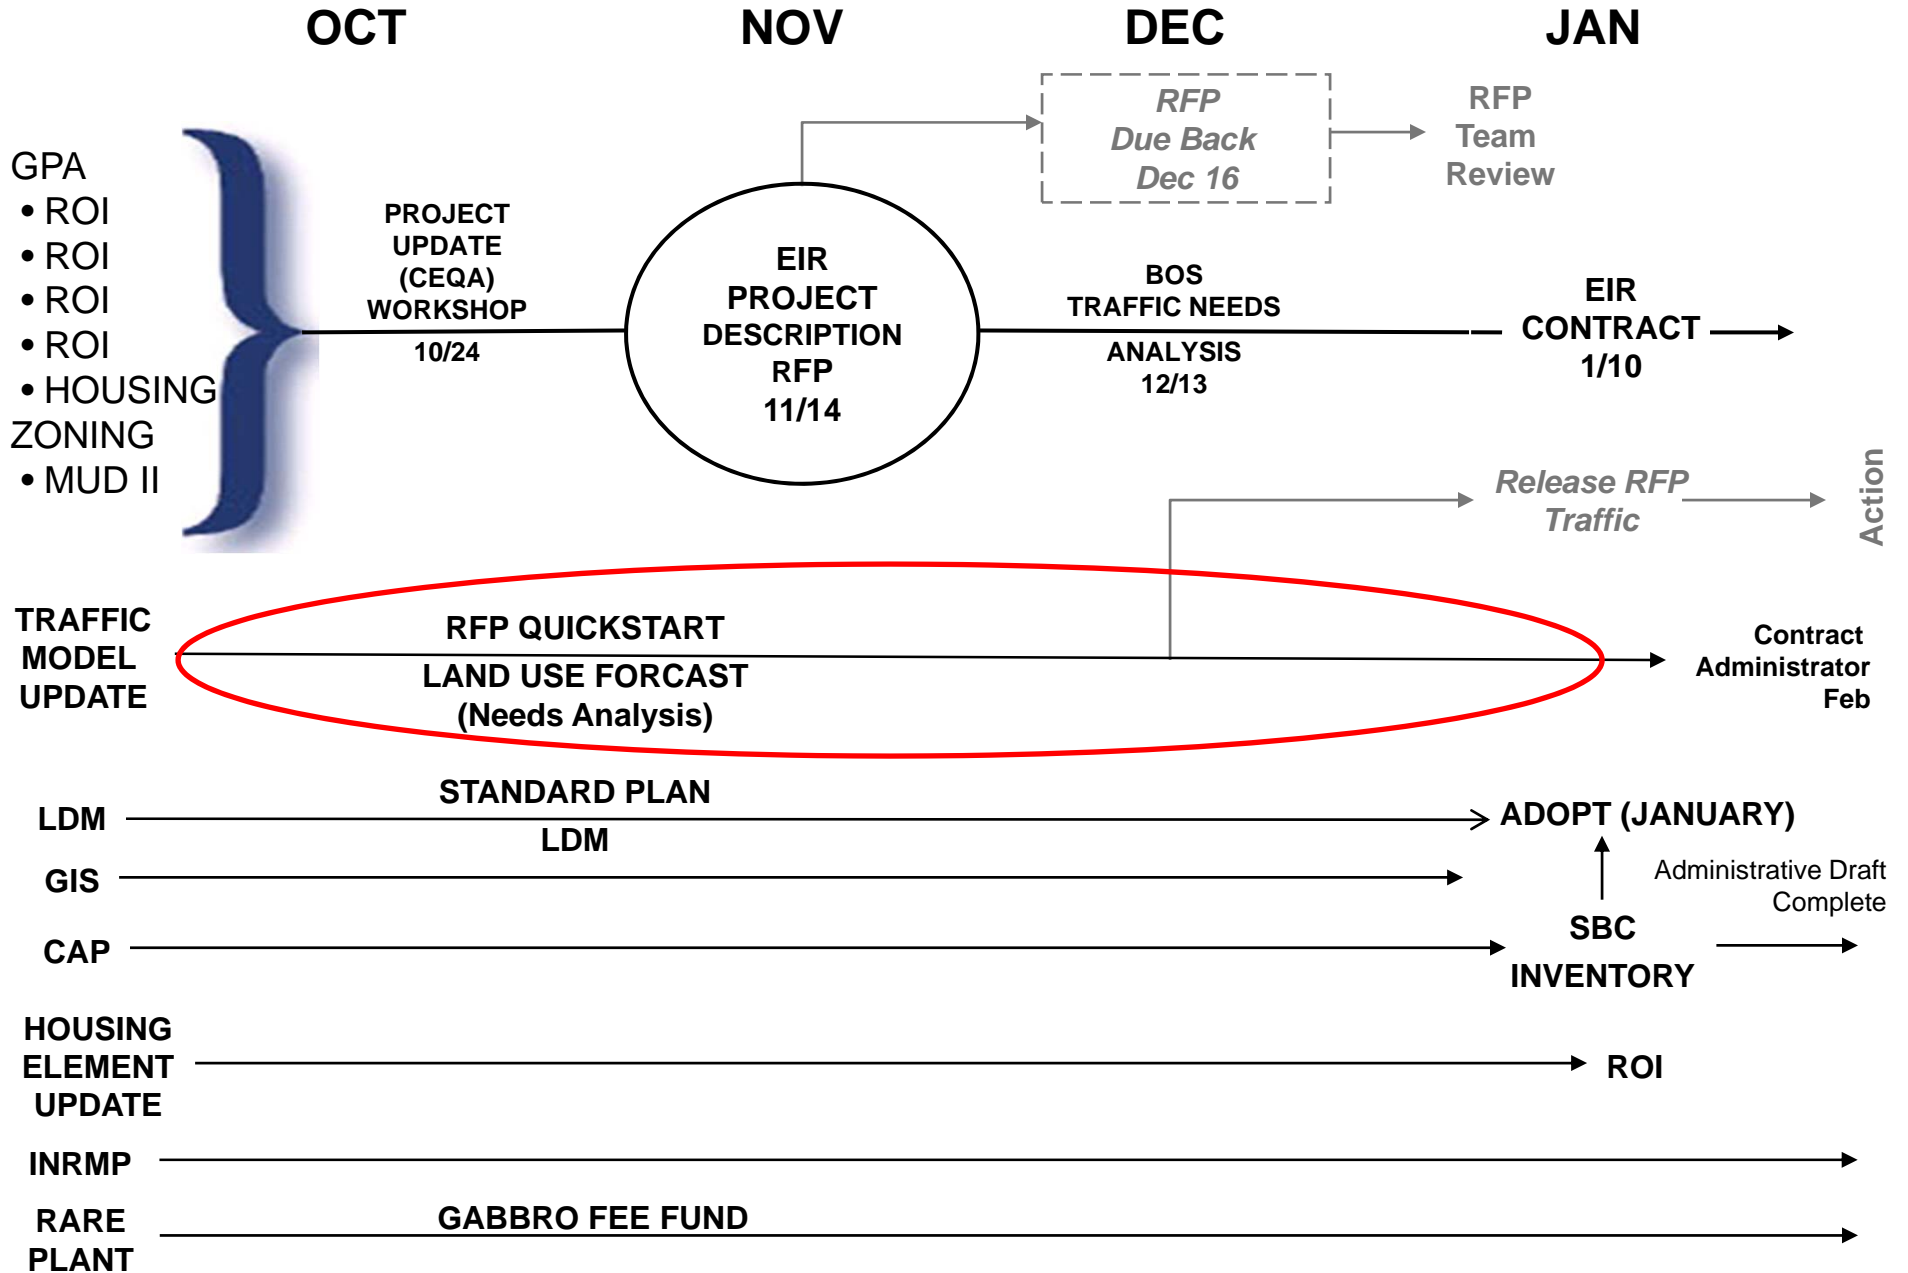 OCT NOV DEC JAN
GPA
• ROI
• ROI
• ROI
• ROI
• HOUSING
ZONING
• MUD II
PROJECT
UPDATE
(CEQA)
WORKSHOP
10/24
EIR
PROJECT
DESCRIPTION
RFP
11/14
RFP
Due Back
Dec 16
RFP
Team
Review
BOS
TRAFFIC NEEDS
ANALYSIS
12/13
EIR
CONTRACT
1/10
Release RFP
Traffic
Action
TRAFFIC
MODEL
UPDATE
RFP QUICKSTART
LAND USE FORCAST
(Needs Analysis)
Contract
Administrator
Feb
LDM
STANDARD PLAN
LDM
ADOPT (JANUARY)
GIS
Administrative Draft
Complete
CAP
SBC
INVENTORY
HOUSING
ELEMENT
UPDATE
ROI
INRMP
RARE
PLANT
GABBRO FEE FUND